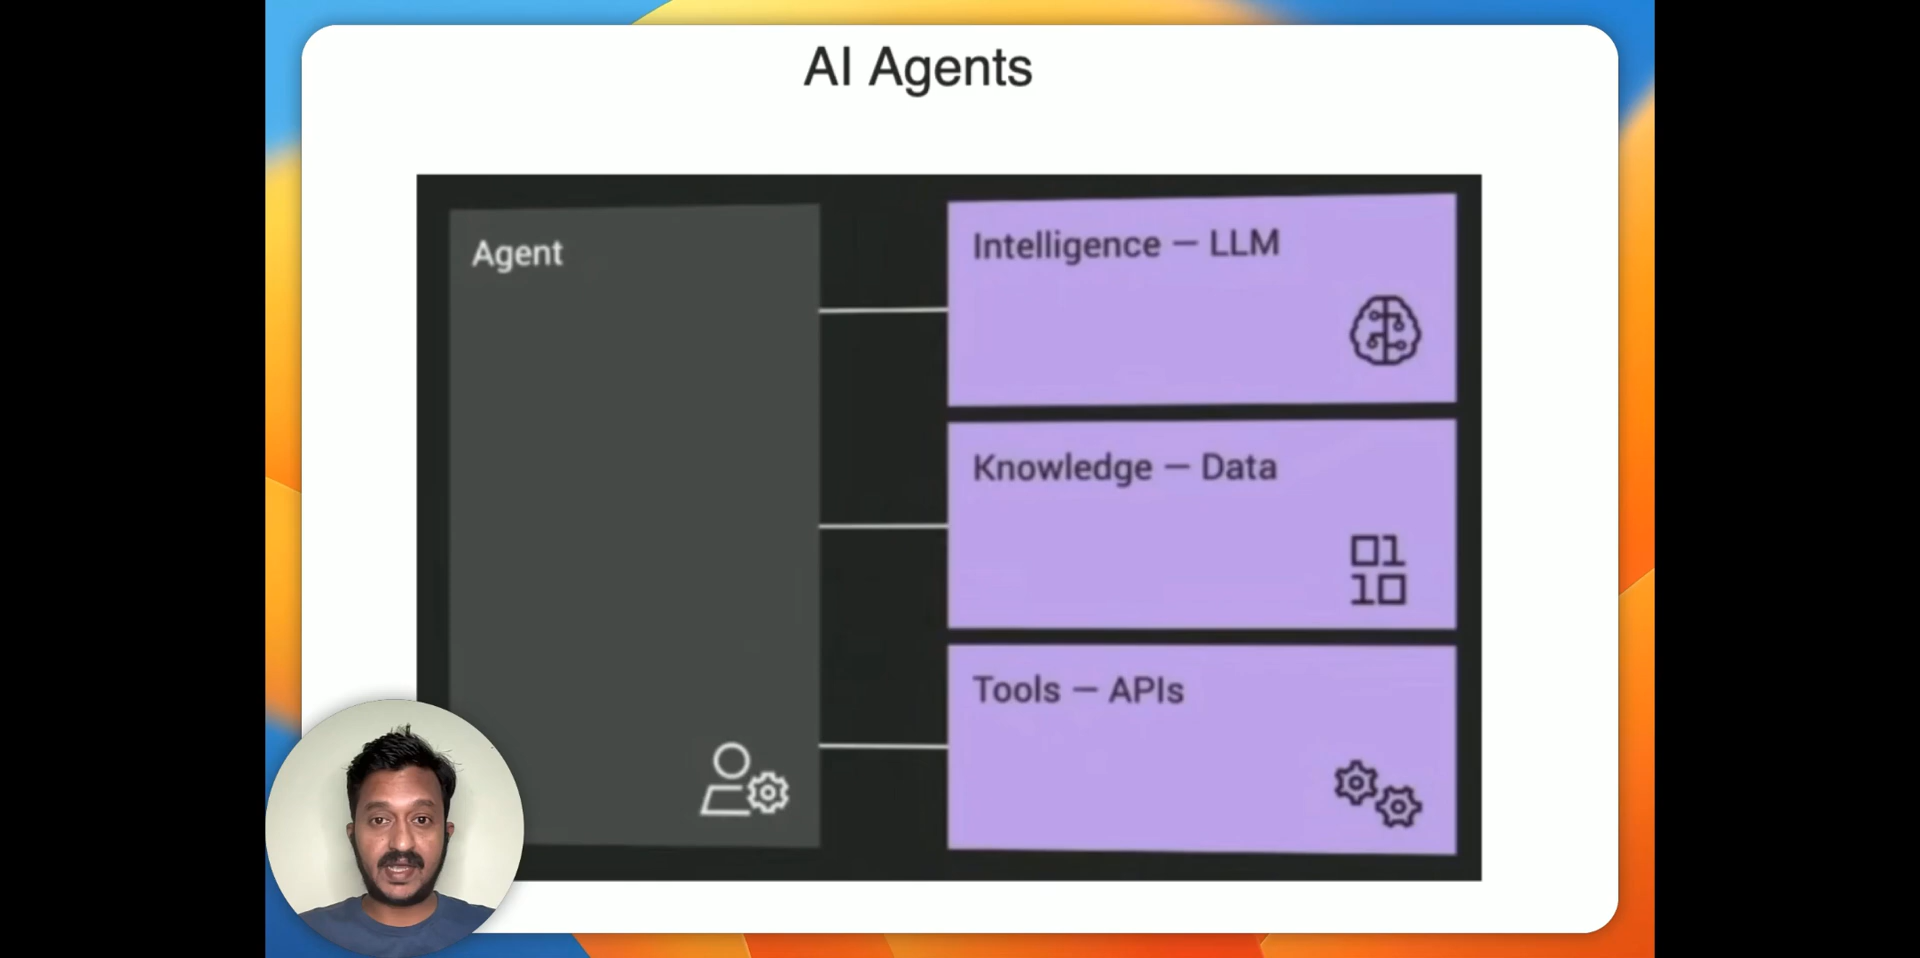 AI Agents
Agent
Intelligence — LLM
Knowledge — Data
01
10
Tools — APIs